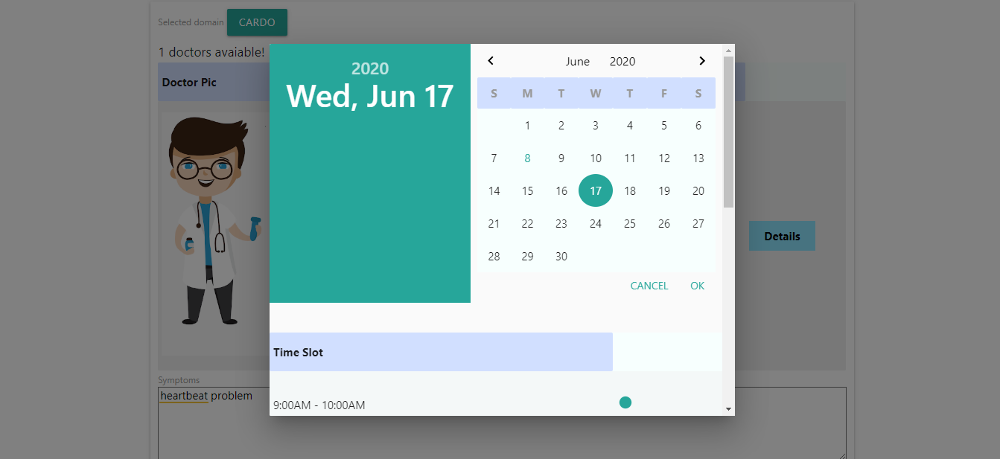 Selected domain CARDO
1 doctors avaiable!
Doctor Pic
2020
Wed, Jun 17
June 2020
S M T W T F S
1 2 3 4 5 6
7 8 9 10 11 12 13
14 15 16 17 18 19 20
21 22 23 24 25 26 27
28 29 30
CANCEL OK
Details
Time Slot
9:00AM - 10:00AM
Symptoms
heartbeat problem